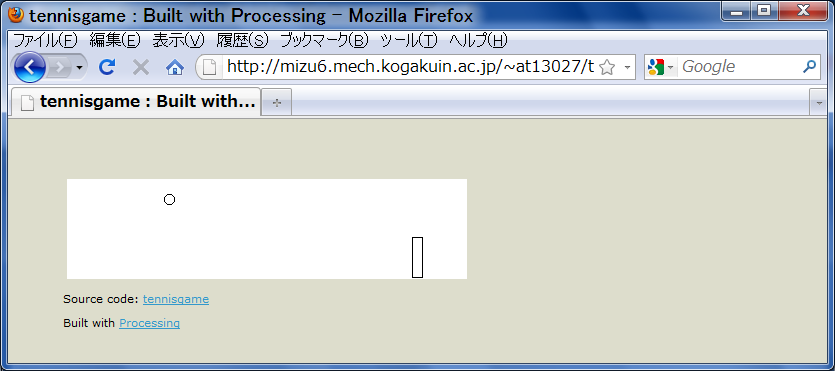 tennisgame : Built with Processing - Mozilla Firefox
ファイル(F) 編集(E) 表示(V) 履歴(S) ブックマーク(B) ツール(T) ヘルプ(H)
http://mizu6.mech.kogakuin.ac.jp/~at13027/t Google
tennisgame : Built with...
Source code: tennisgame
Built with Processing